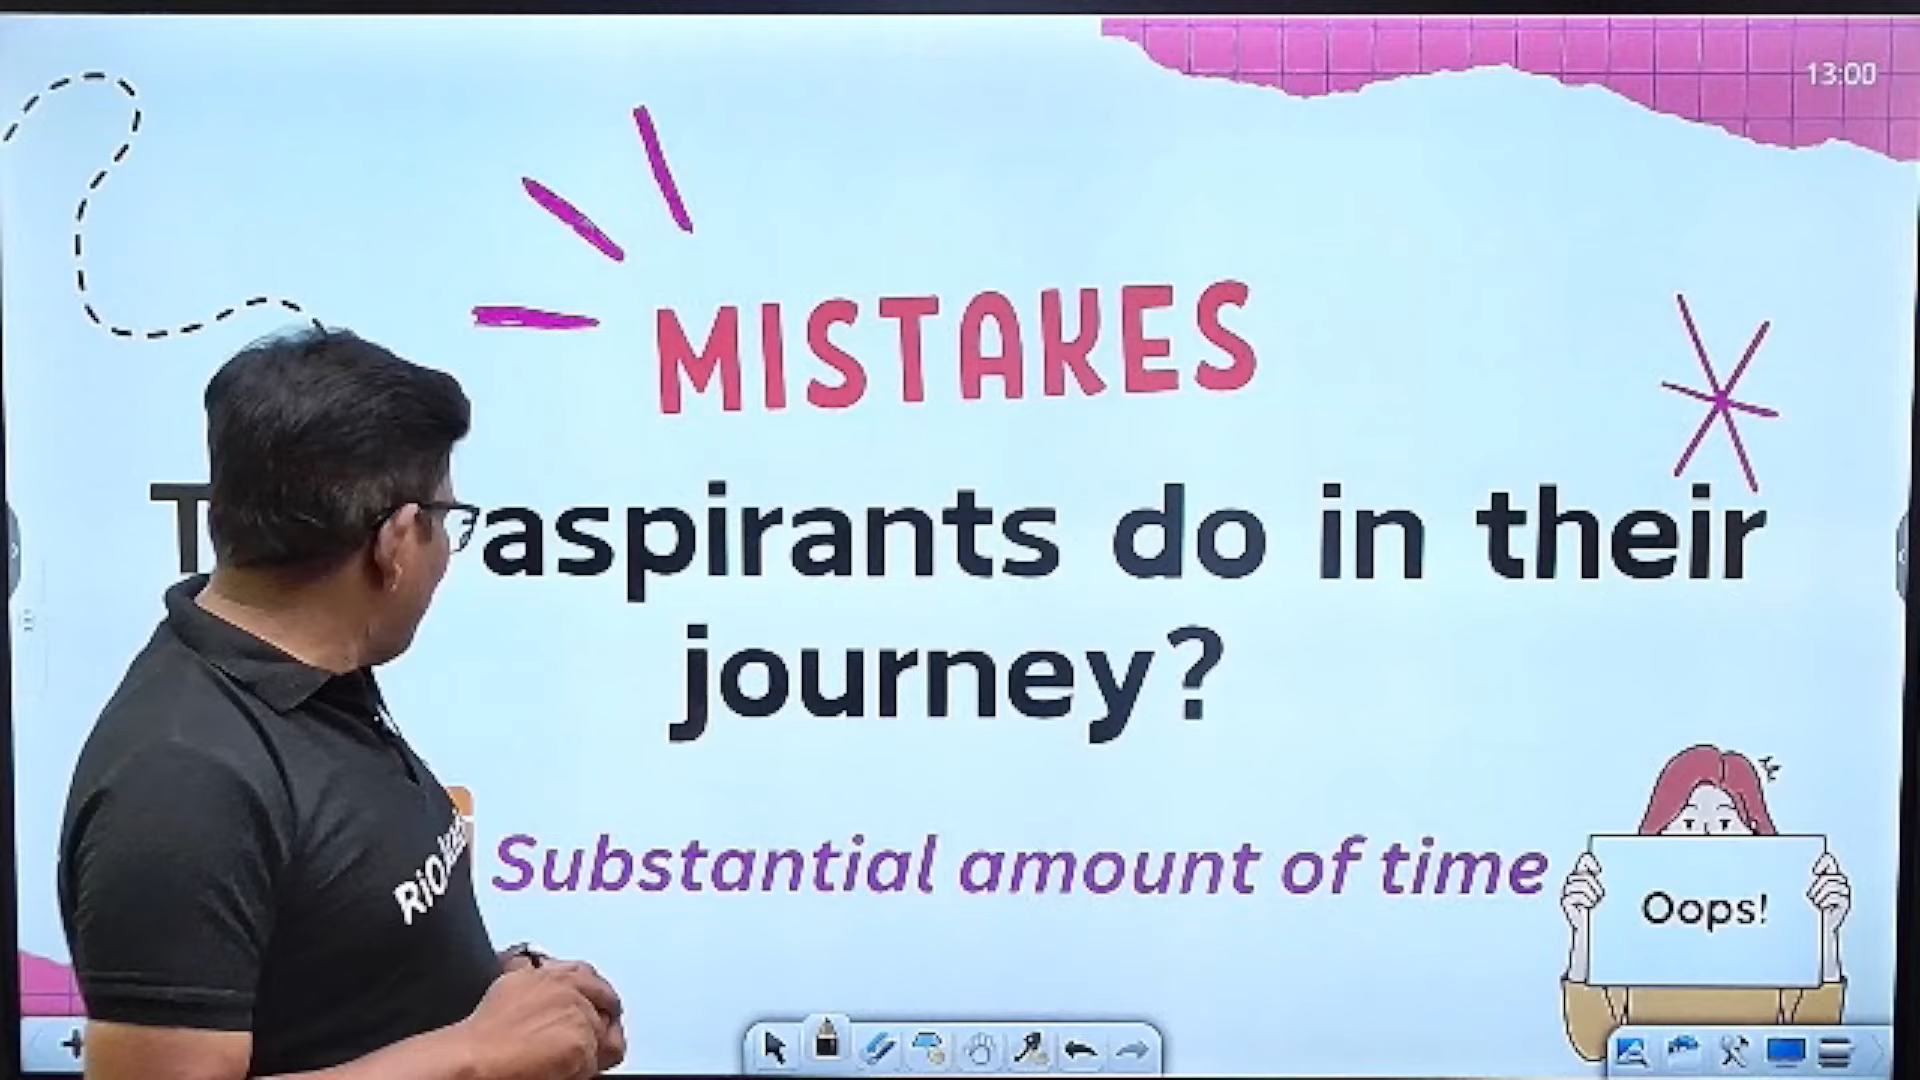 13:00
MISTAKES
aspirants do in their
journey?
Substantial amount of time
Oops!